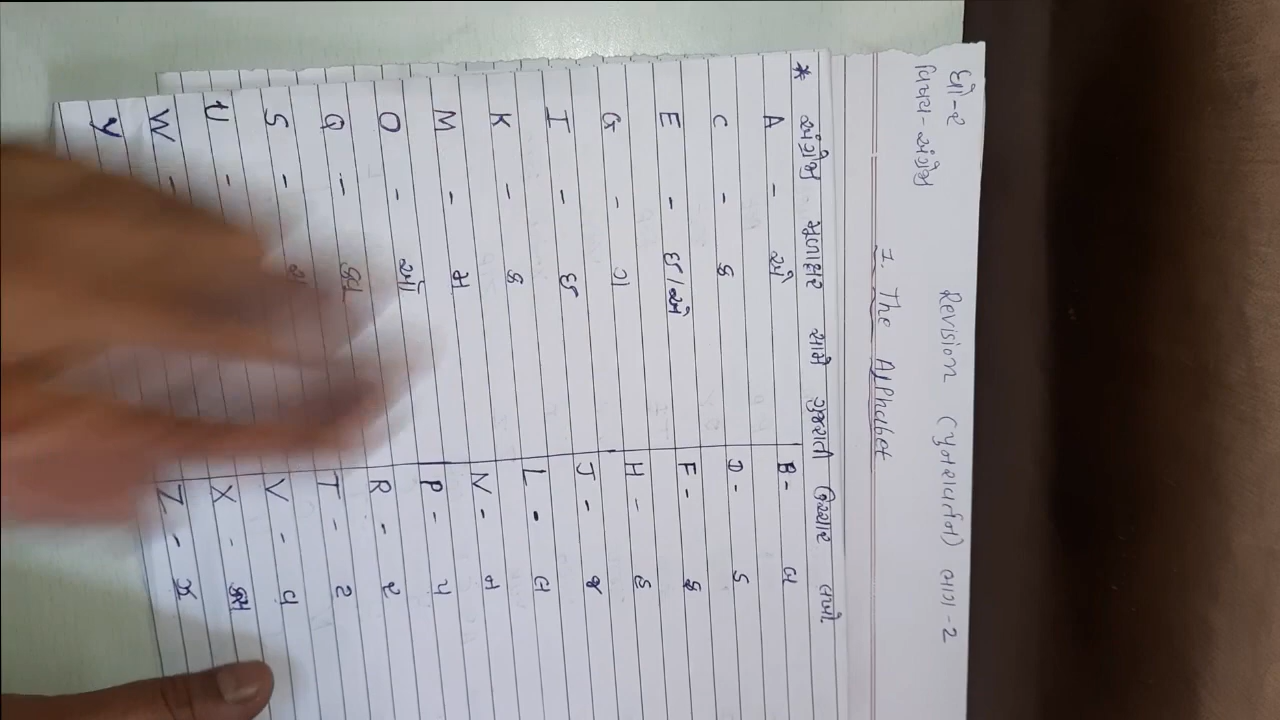 ધો-૨ Revision (પુનરાવર્તન) ભાગ-2
વિષય-અંગ્રેજી
1. The Alphabet
* અંગ્રેજી મુળાક્ષર સામે ગુજરાતી ઉચ્ચાર લખો
A - એ B - બ
C - ક D - ડ
E - ઈ/એ F - ફ
G - ગ H - હ
I - ઈ J - જ
K - ક L - લ
M - મ N - ન
O - ઓ P - પ
Q - ક્વ R - ર
S - સ T - ટ
U - V - વ
W - X - ક્સ
Y Z - ઝ